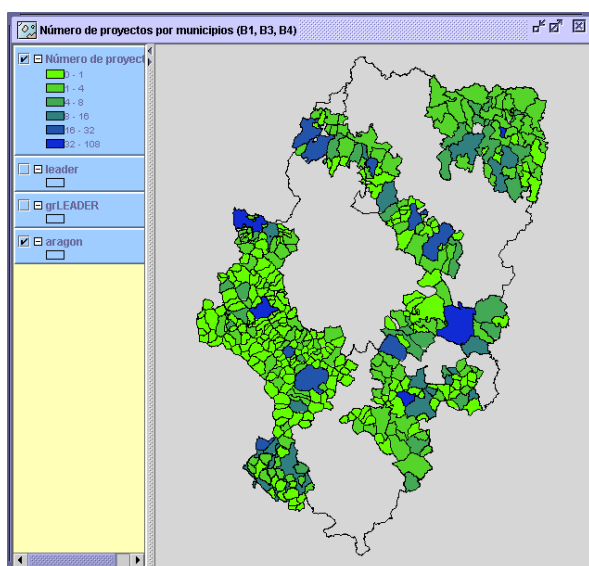 Número de proyectos por municipios (B1, B3, B4)
Número de proyect
0 - 1
1 - 4
4 - 8
8 - 16
16 - 32
32 - 108
leader
grLEADER
aragon